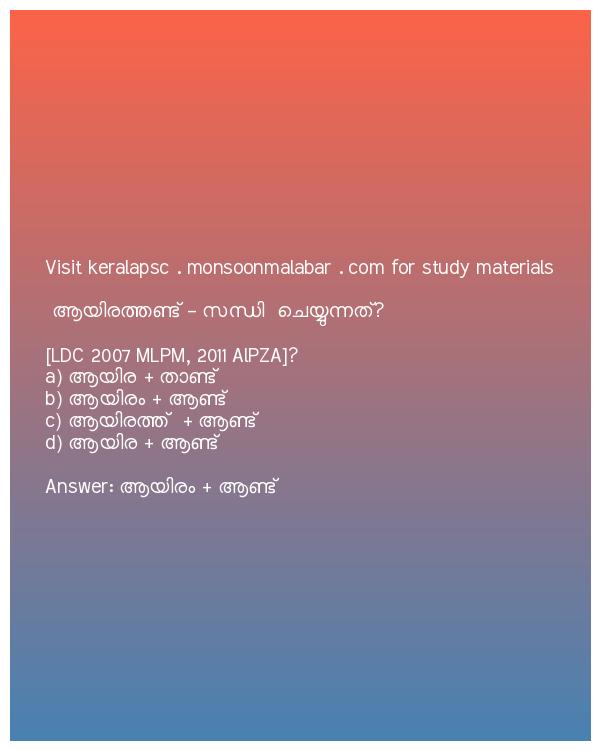 Visit keralapsc . monsoonmalabar . com for study materials
ആയിരത്തണ്ട് - സന്ധി ചെയ്യുന്നത്?
[LDC 2007 MLPM, 2011 AlPZA]?
a) ആയിര + താണ്ട്
b) ആയിരം + ആണ്ട്
c) ആയിരത്ത് + ആണ്ട്
d) ആയിര + ആണ്ട്
Answer: ആയിരം + ആണ്ട്